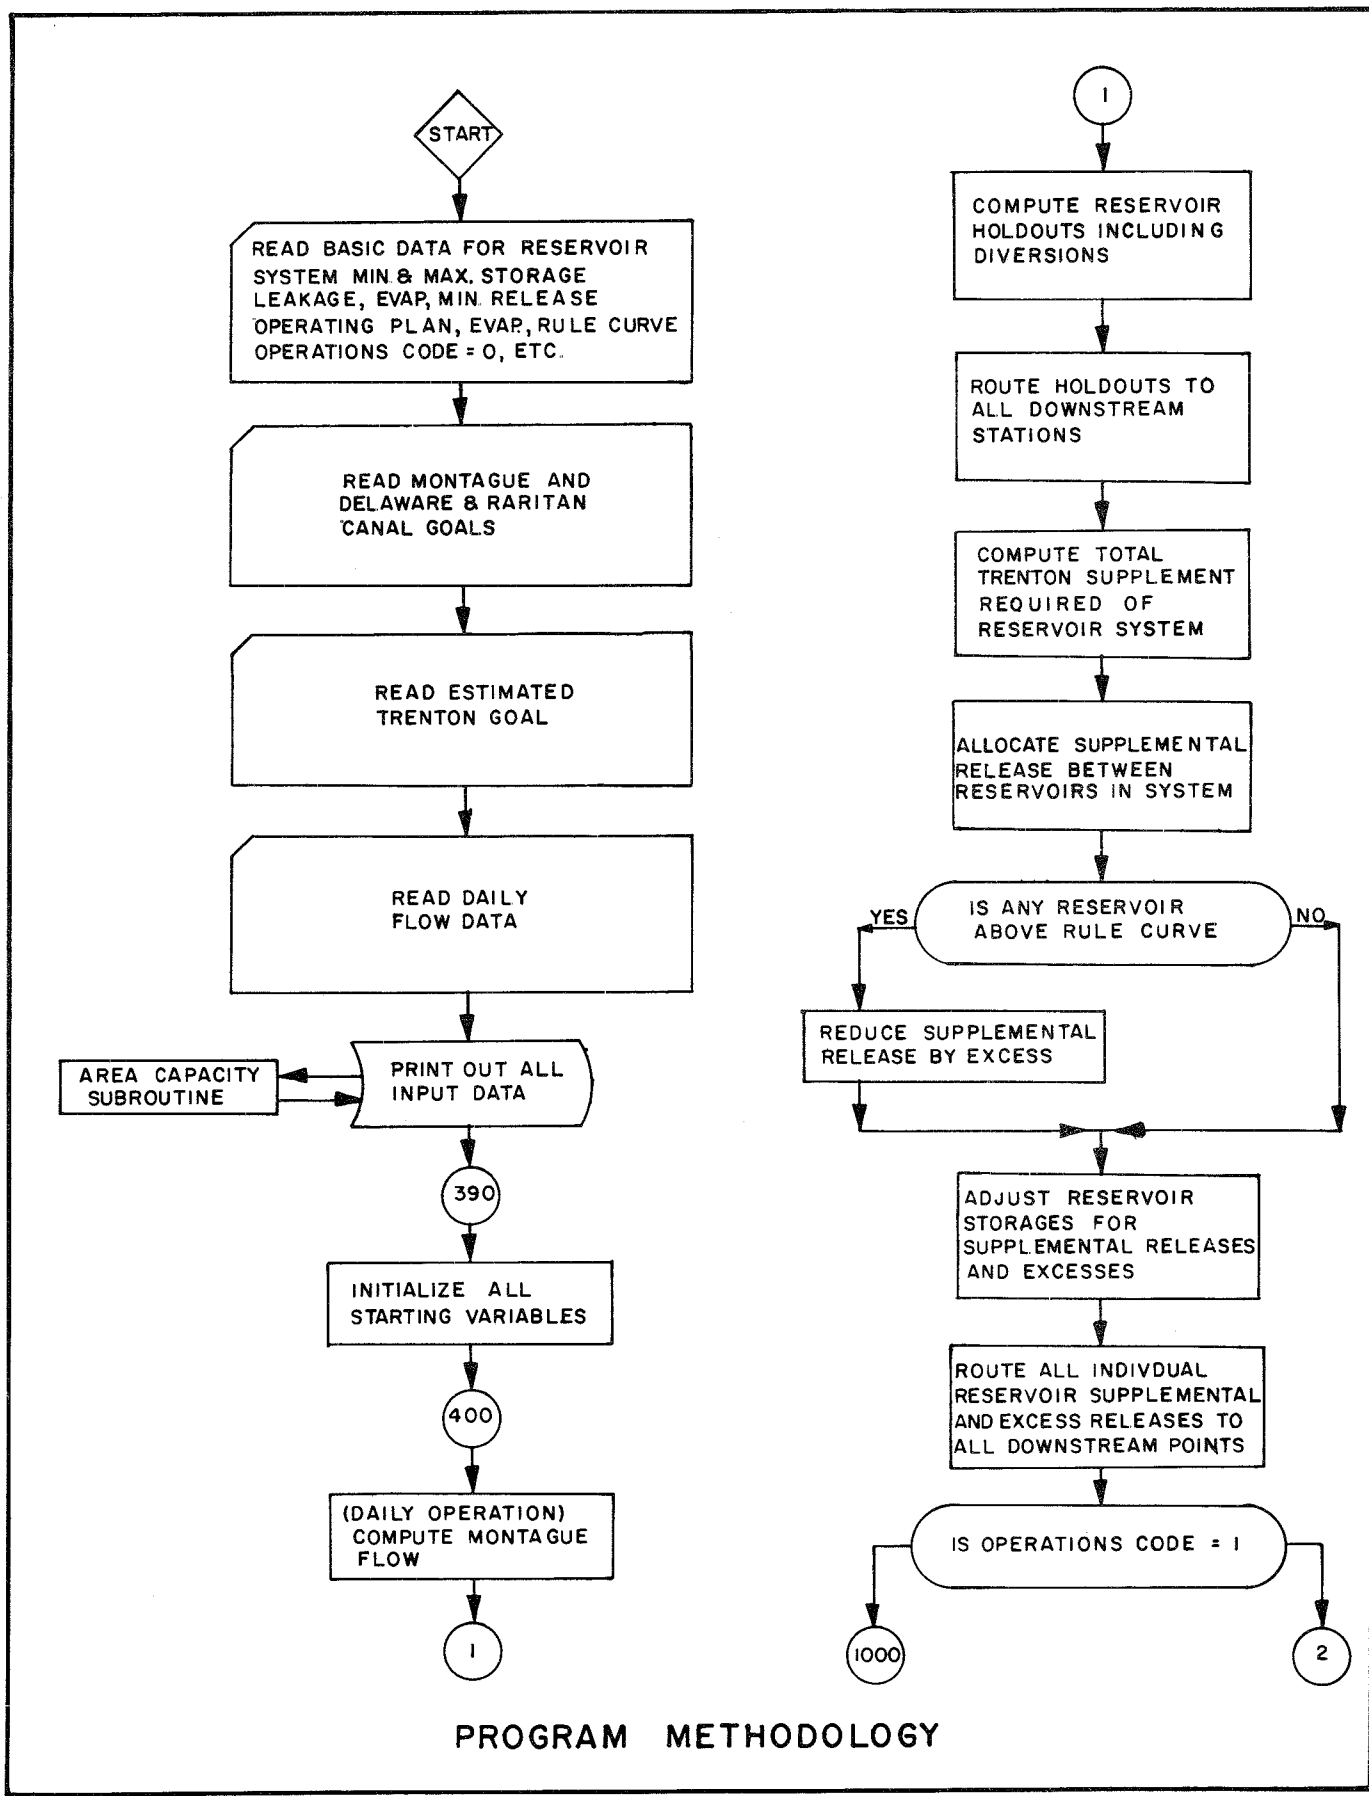 START
READ BASIC DATA FOR RESERVOIR
SYSTEM MIN. & MAX. STORAGE
LEAKAGE, EVAP, MIN. RELEASE
OPERATING PLAN, EVAP., RULE CURVE
OPERATIONS CODE = 0, ETC.
READ MONTAGUE AND
DELAWARE & RARITAN
CANAL GOALS
READ ESTIMATED
TRENTON GOAL
READ DAILY
FLOW DATA
PRINT OUT ALL
INPUT DATA
AREA CAPACITY
SUBROUTINE
390
INITIALIZE ALL
STARTING VARIABLES
400
(DAILY OPERATION)
COMPUTE MONTAGUE
FLOW
1
1
COMPUTE RESERVOIR
HOLDOUTS INCLUDING
DIVERSIONS
ROUTE HOLDOUTS TO
ALL DOWNSTREAM
STATIONS
COMPUTE TOTAL
TRENTON SUPPLEMENT
REQUIRED OF
RESERVOIR SYSTEM
ALLOCATE SUPPLEMENTAL
RELEASE BETWEEN
RESERVOIRS IN SYSTEM
IS ANY RESERVOIR
ABOVE RULE CURVE
YES
NO
REDUCE SUPPLEMENTAL
RELEASE BY EXCESS
ADJUST RESERVOIR
STORAGES FOR
SUPPLEMENTAL RELEASES
AND EXCESSES
ROUTE ALL INDIVDUAL
RESERVOIR SUPPLEMENTAL
AND EXCESS RELEASES TO
ALL DOWNSTREAM POINTS
IS OPERATIONS CODE = 1
1000
2
PROGRAM METHODOLOGY